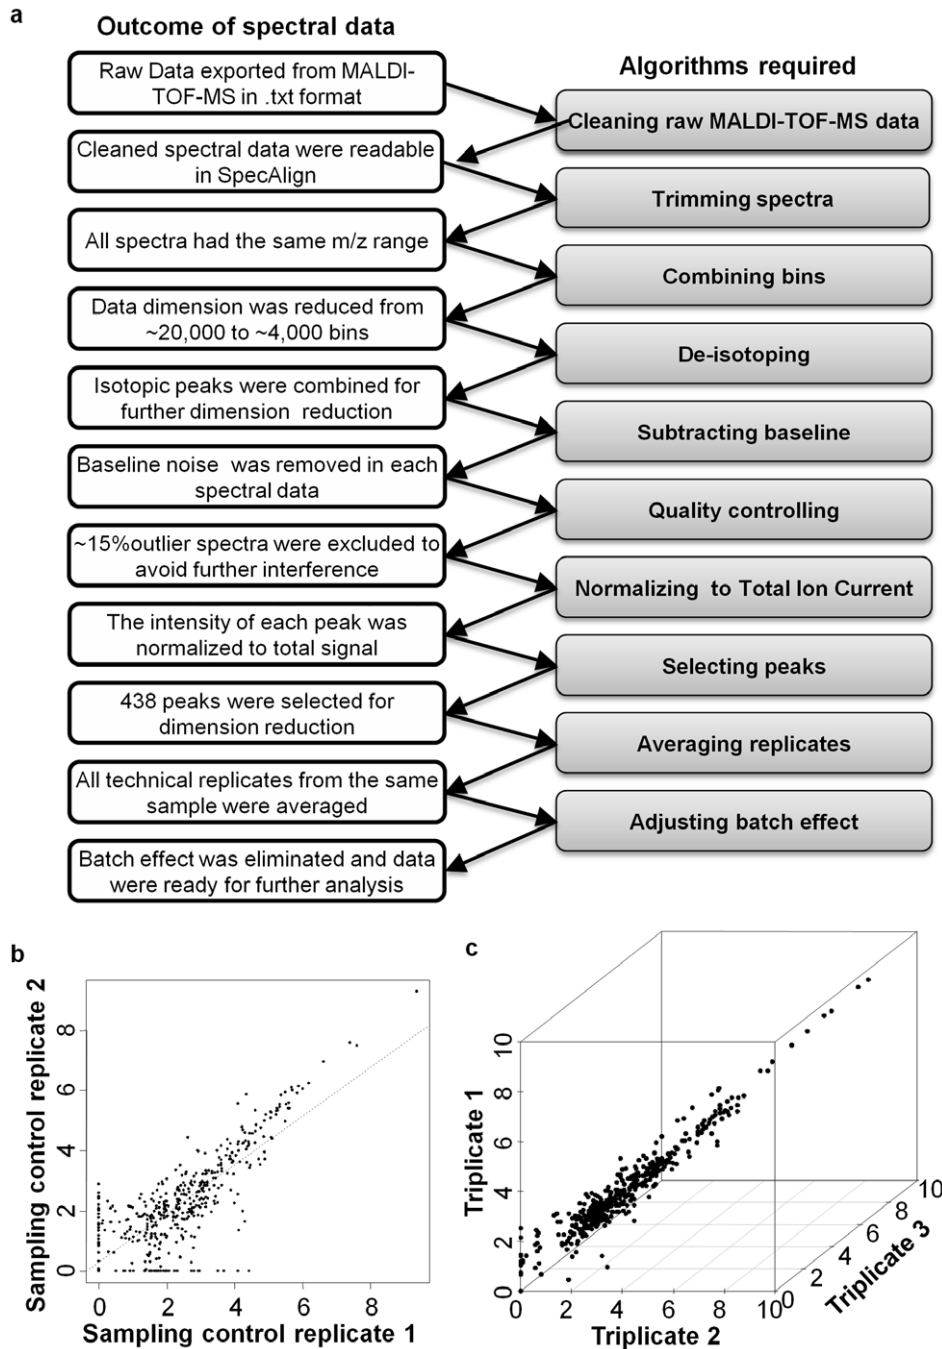 a
Outcome of spectral data
Algorithms required
Raw Data exported from MALDI-
TOF-MS in .txt format
Cleaning raw MALDI-TOF-MS data
Cleaned spectral data were readable
in SpecAlign
Trimming spectra
All spectra had the same m/z range
Combining bins
Data dimension was reduced from
~20,000 to ~4,000 bins
De-isotoping
Isotopic peaks were combined for
further dimension reduction
Subtracting baseline
Baseline noise was removed in each
spectral data
Quality controlling
~15%outlier spectra were excluded to
avoid further interference
Normalizing to Total Ion Current
The intensity of each peak was
normalized to total signal
Selecting peaks
438 peaks were selected for
dimension reduction
Averaging replicates
All technical replicates from the same
sample were averaged
Adjusting batch effect
Batch effect was eliminated and data
were ready for further analysis
b
Sampling control replicate 2
8
6
4
2
0
0 2 4 6 8
Sampling control replicate 1
c
Triplicate 1
10
8
6
4
2
0
0 2 4 6 8 10
Triplicate 2
0 2 4 6 8 10
Triplicate 3